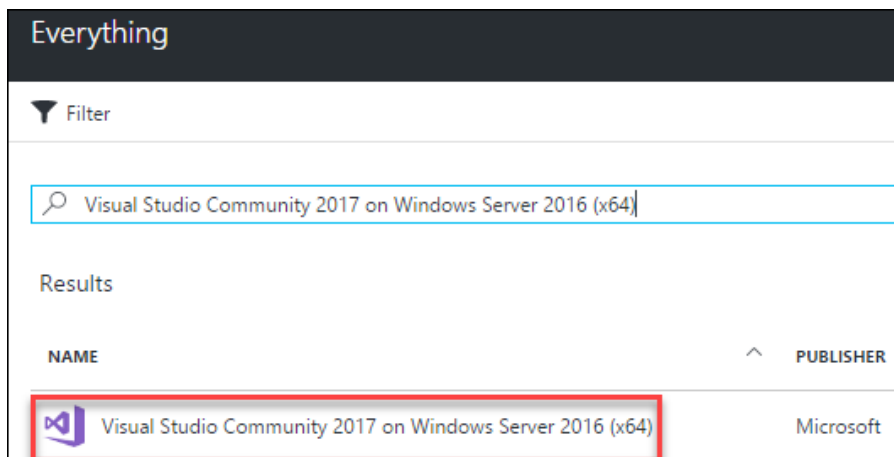 Everything
Filter
Visual Studio Community 2017 on Windows Server 2016 (x64)
Results
NAME PUBLISHER
Visual Studio Community 2017 on Windows Server 2016 (x64) Microsoft